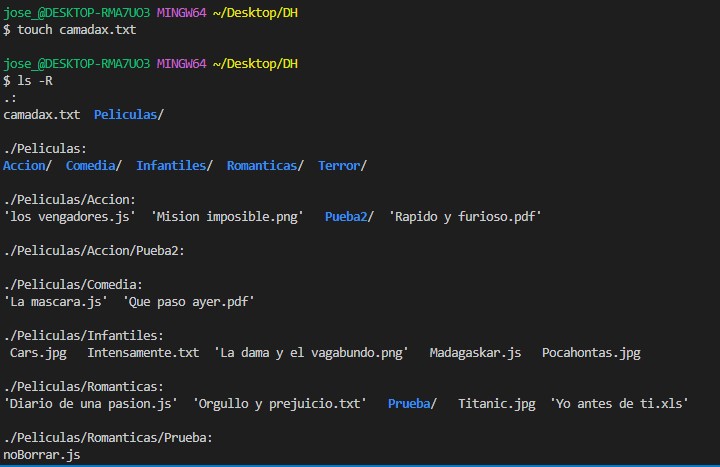 jose_@DESKTOP-RMA7UO3 MINGW64 ~/Desktop/DH
$ touch camadax.txt
jose_@DESKTOP-RMA7UO3 MINGW64 ~/Desktop/DH
$ ls -R
.:
camadax.txt  Peliculas/
./Peliculas:
Accion/  Comedia/  Infantiles/  Romanticas/  Terror/
./Peliculas/Accion:
'los vengadores.js'  'Mision imposible.png'   Pueba2/  'Rapido y furioso.pdf'
./Peliculas/Accion/Pueba2:
./Peliculas/Comedia:
'La mascara.js'  'Que paso ayer.pdf'
./Peliculas/Infantiles:
 Cars.jpg   Intensamente.txt  'La dama y el vagabundo.png'   Madagaskar.js   Pocahontas.jpg
./Peliculas/Romanticas:
'Diario de una pasion.js'  'Orgullo y prejuicio.txt'   Prueba/   Titanic.jpg  'Yo antes de ti.xls'
./Peliculas/Romanticas/Prueba:
noBorrar.js